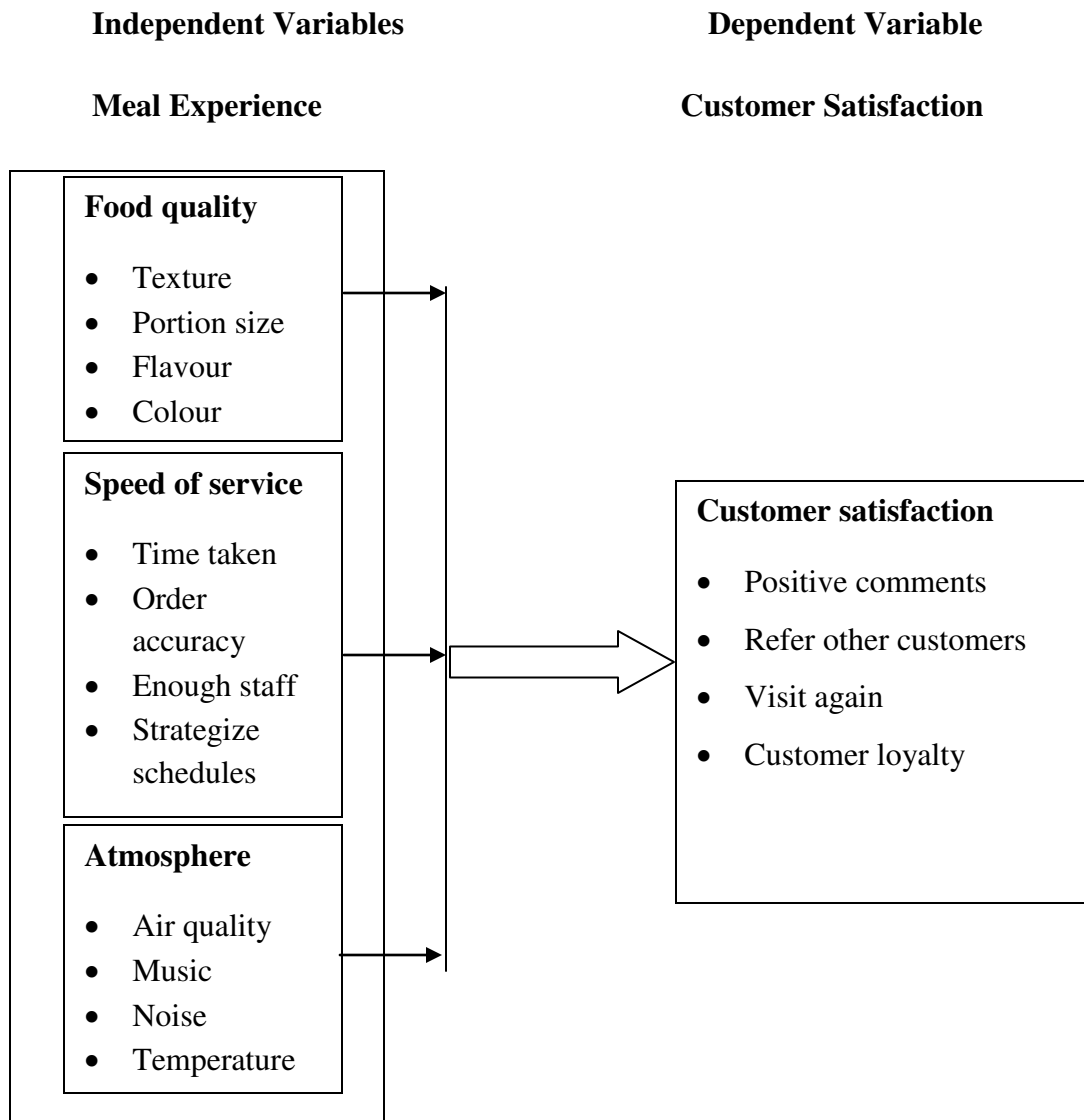 Independent Variables
Dependent Variable
Meal Experience
Customer Satisfaction
Food quality
• Texture
• Portion size
• Flavour
• Colour
Speed of service
• Time taken
• Order
accuracy
• Enough staff
• Strategize
schedules
Atmosphere
• Air quality
• Music
• Noise
• Temperature
Customer satisfaction
• Positive comments
• Refer other customers
• Visit again
• Customer loyalty